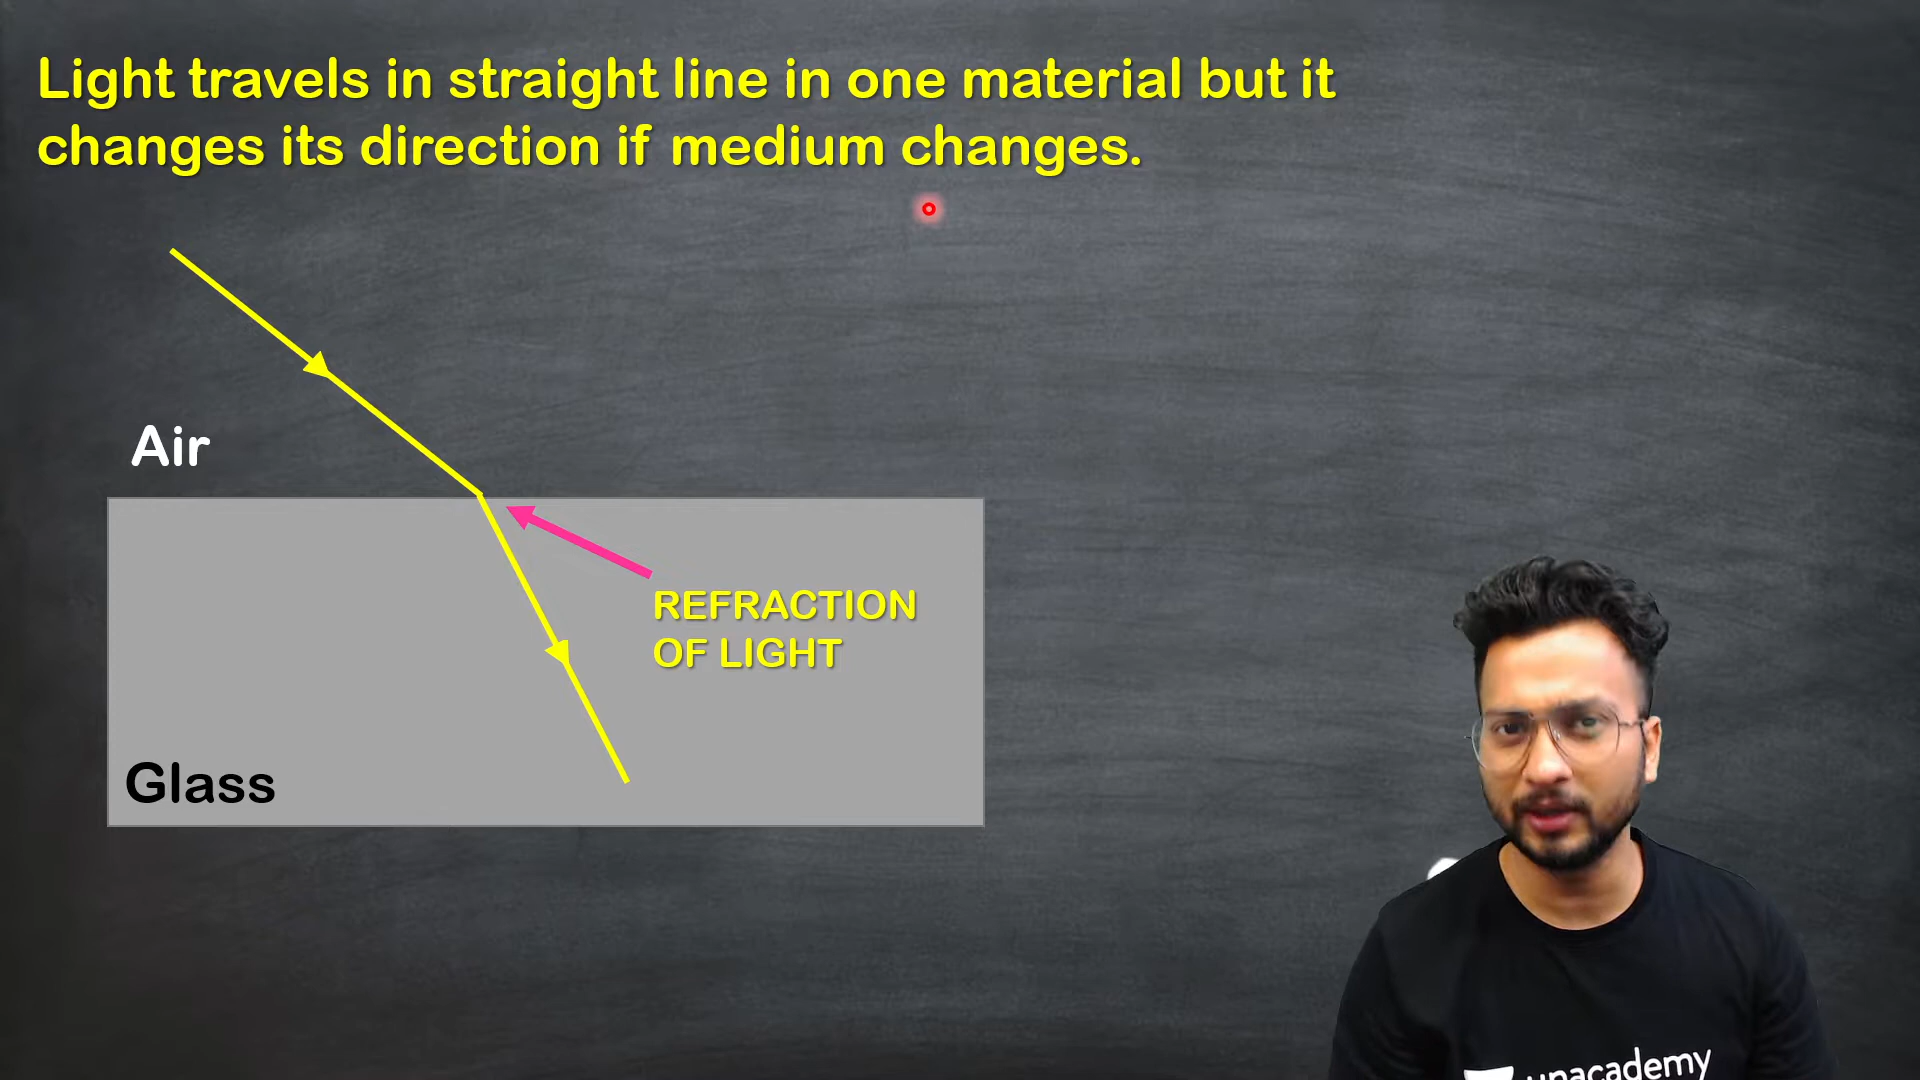 Light travels in straight line in one material but it
changes its direction if medium changes.
Air
REFRACTION
OF LIGHT
Glass
unacademy